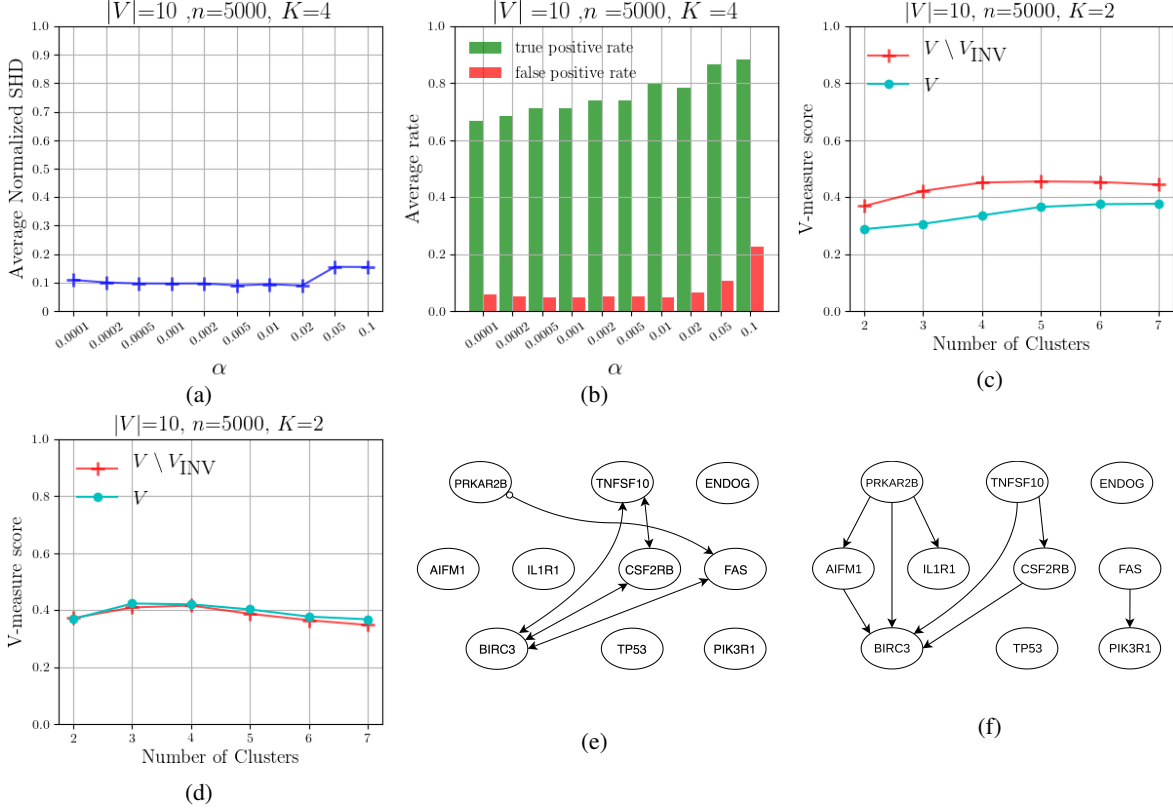 |V|=10 ,n=5000, K=4
Average Normalized SHD
1.0
0.9
0.8
0.7
0.6
0.5
0.4
0.3
0.2
0.1
0
0.0001
0.0002
0.0005
0.001
0.002
0.005
0.01
0.02
0.05
0.1
α
(a)
|V| =10 ,n =5000, K=4
true positive rate
false positive rate
Average rate
1.0
0.8
0.6
0.4
0.2
0.0
0.0001
0.0002
0.0005
0.001
0.002
0.005
0.01
0.02
0.05
0.1
α
(b)
|V|=10, n=5000, K=2
V \ V_INV
V
V-measure score
1.0
0.8
0.6
0.4
0.2
0.0
2 3 4 5 6 7
Number of Clusters
(c)
|V|=10, n=5000, K=2
V \ V_INV
V
V-measure score
1.0
0.8
0.6
0.4
0.2
0.0
2 3 4 5 6 7
Number of Clusters
(d)
PRKAR2B TNFSF10 ENDOG
AIFM1 IL1R1 CSF2RB FAS
BIRC3 TP53 PIK3R1
(e)
PRKAR2B TNFSF10 ENDOG
AIFM1 IL1R1 CSF2RB FAS
BIRC3 TP53 PIK3R1
(f)